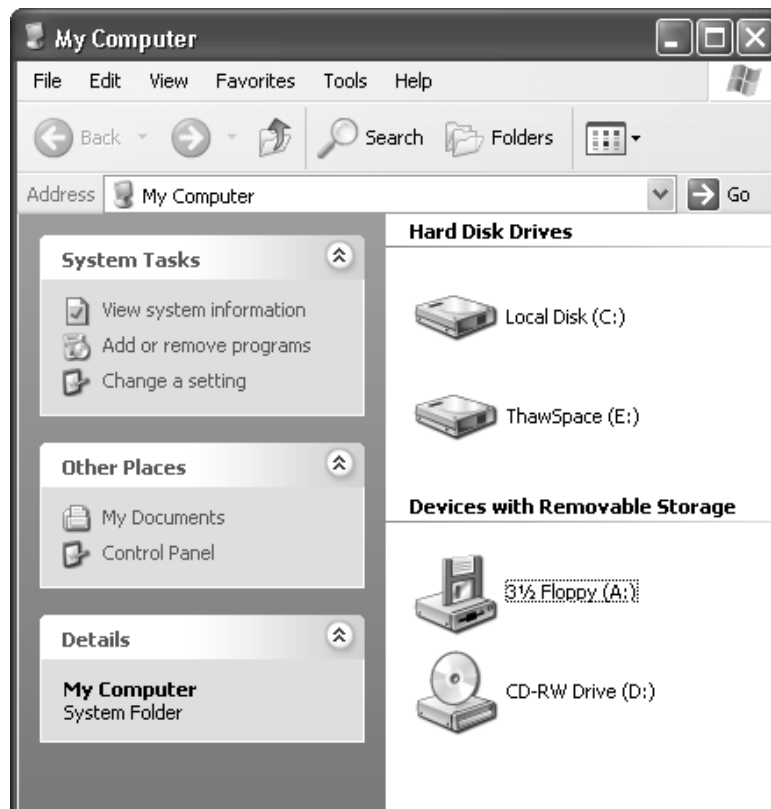 My Computer
File Edit View Favorites Tools Help
Back Search Folders
Address My Computer Go
System Tasks
View system information
Add or remove programs
Change a setting
Other Places
My Documents
Control Panel
Details
My Computer
System Folder
Hard Disk Drives
Local Disk (C:)
ThawSpace (E:)
Devices with Removable Storage
3½ Floppy (A:)
CD-RW Drive (D:)